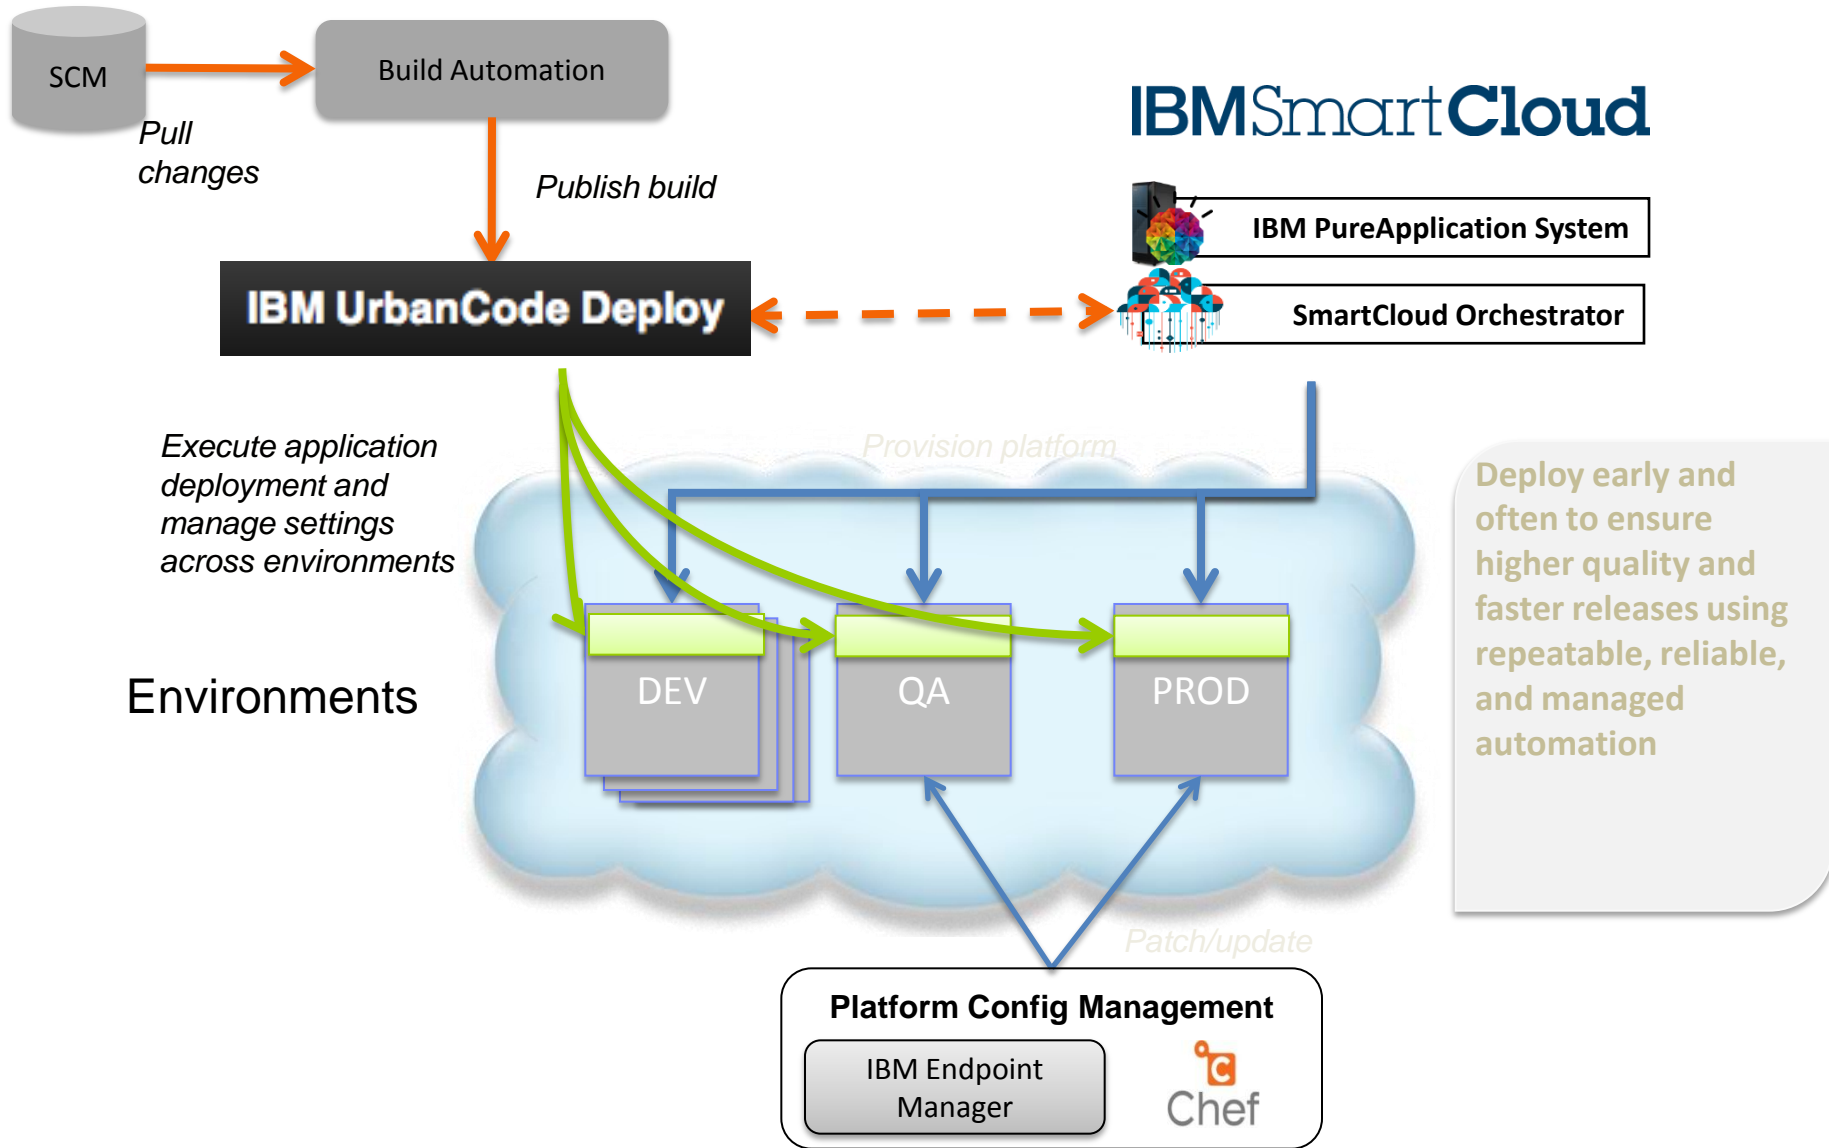 SCM
Build Automation
Pull
changes
Publish build
IBMSmartCloud
IBM PureApplication System
SmartCloud Orchestrator
IBM UrbanCode Deploy
Execute application
deployment and
manage settings
across environments
Provision platform
Deploy early and
often to ensure
higher quality and
faster releases using
repeatable, reliable,
and managed
automation
Environments
DEV
QA
PROD
Patch/update
Platform Config Management
IBM Endpoint
Manager
C
Chef